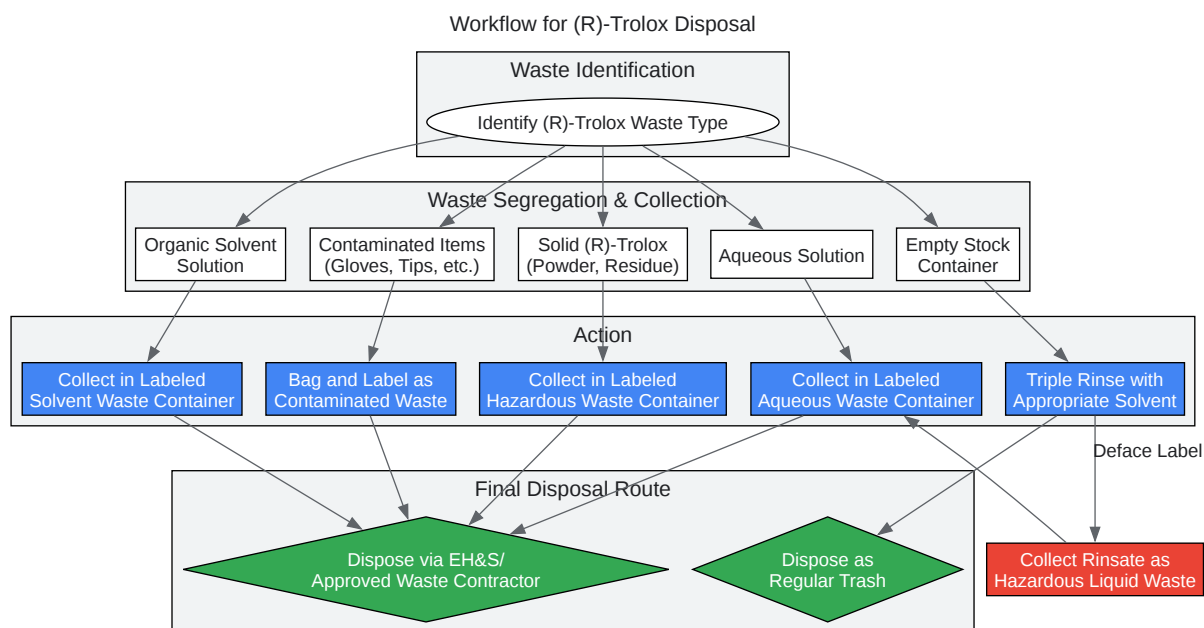 Workflow for (R)-Trolox Disposal
Waste Identification
Identify (R)-Trolox Waste Type
Waste Segregation & Collection
Organic Solvent
Solution
Contaminated Items
(Gloves, Tips, etc.)
Solid (R)-Trolox
(Powder, Residue)
Aqueous Solution
Empty Stock
Container
Action
Collect in Labeled
Solvent Waste Container
Bag and Label as
Contaminated Waste
Collect in Labeled
Hazardous Waste Container
Collect in Labeled
Aqueous Waste Container
Triple Rinse with
Appropriate Solvent
Deface Label
Final Disposal Route
Dispose via EH&S/
Approved Waste Contractor
Dispose as
Regular Trash
Collect Rinsate as
Hazardous Liquid Waste